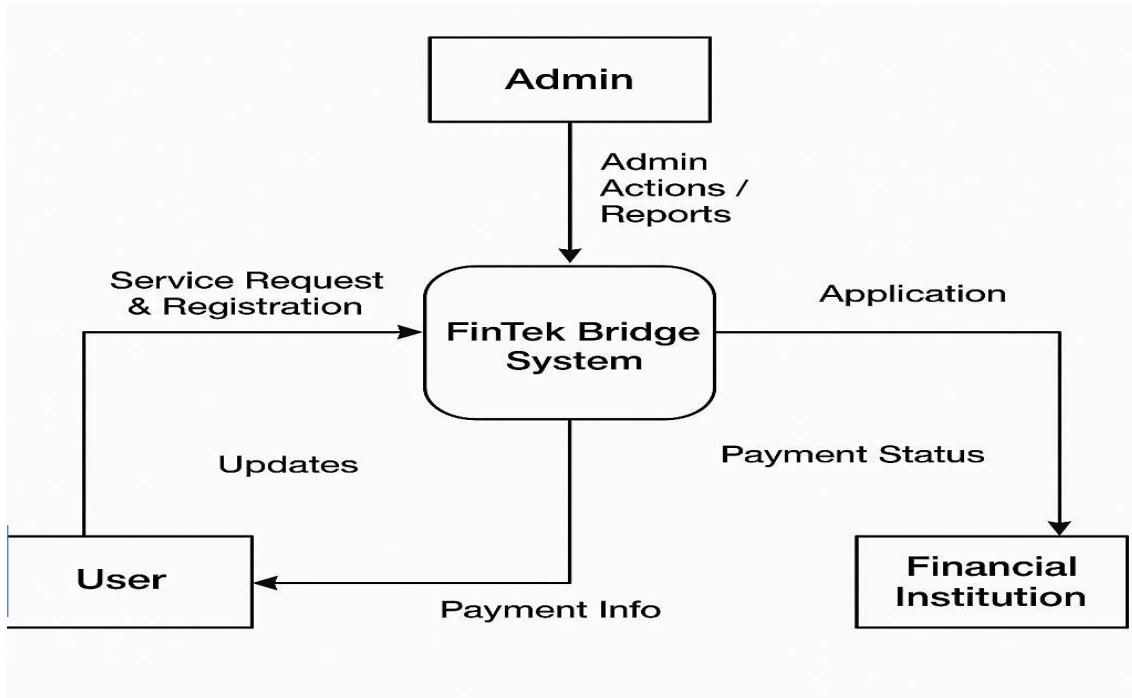 Admin
Admin
Actions /
Reports
Service Request
& Registration
Application
FinTek Bridge
System
Updates
Payment Status
User
Payment Info
Financial
Institution